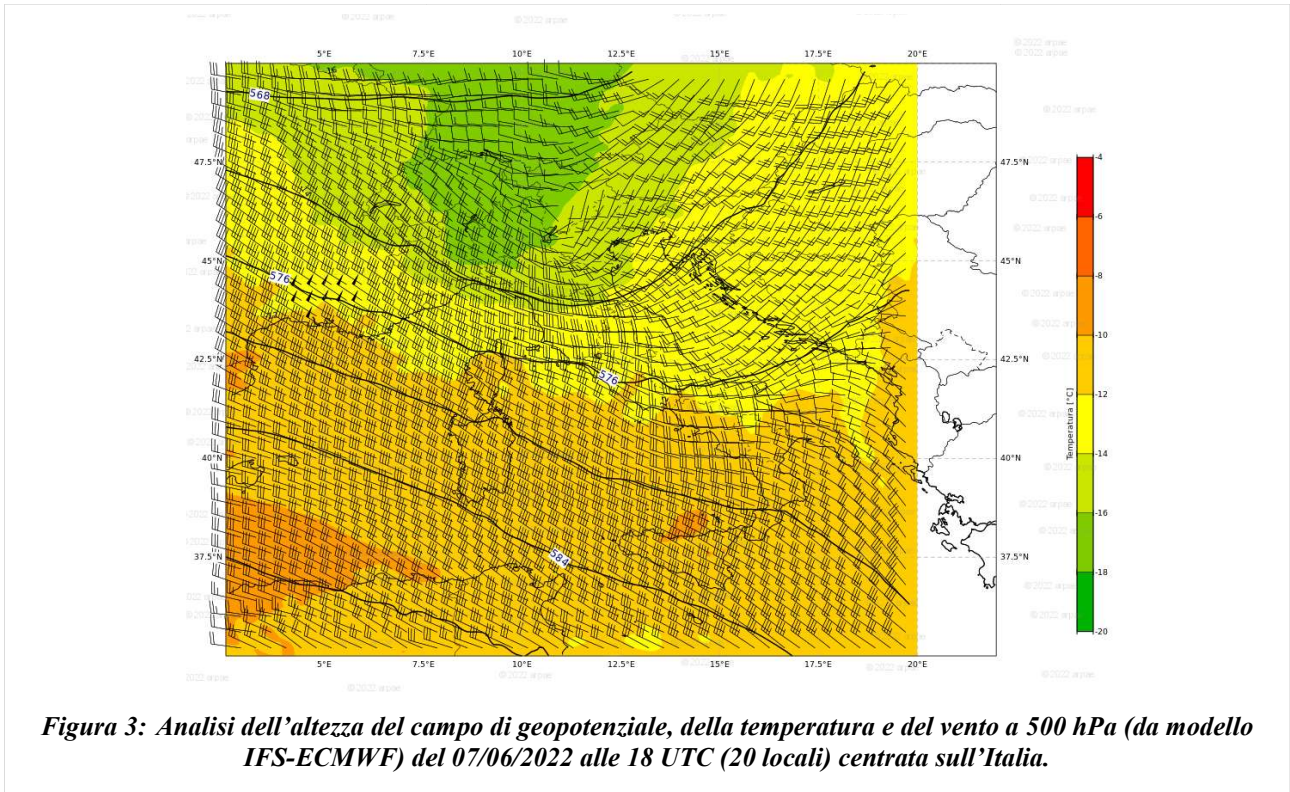 © 2022 arpae
5°E 7.5°E 10°E 12.5°E 15°E 17.5°E 20°E
568
47.5°N 47.5°N
-4
-6
45°N 45°N
576
-8
-10
42.5°N 42.5°N
576
-12
Temperatura [°C]
40°N 40°N
-14
-16
37.5°N 37.5°N
584
-18
-20
5°E 7.5°E 10°E 12.5°E 15°E 17.5°E 20°E
© 2022 arpae
Figura 3: Analisi dell’altezza del campo di geopotenziale, della temperatura e del vento a 500 hPa (da modello
IFS-ECMWF) del 07/06/2022 alle 18 UTC (20 locali) centrata sull’Italia.